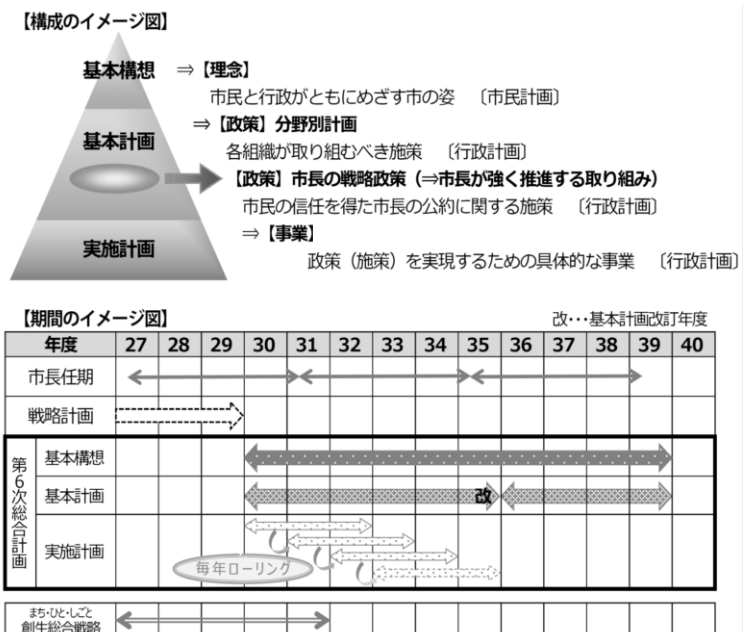 【構成のイメージ図】
基本構想 ⇒【理念】
市民と行政がともにめざす市の姿 〔市民計画〕
⇒【政策】分野別計画
基本計画
各組織が取り組むべき施策 〔行政計画〕
【政策】市長の戦略政策（⇒市長が強く推進する取り組み）
市民の信任を得た市長の公約に関する施策 〔行政計画〕
⇒【事業】
実施計画
政策（施策）を実現するための具体的な事業 〔行政計画〕
【期間のイメージ図】 改・・・基本計画改訂年度
年度 27 28 29 30 31 32 33 34 35 36 37 38 39 40
市長任期
戦略計画
第6次総合計画
基本構想
基本計画 改
実施計画
毎年ローリング
まち・ひと・しごと
創生総合戦略